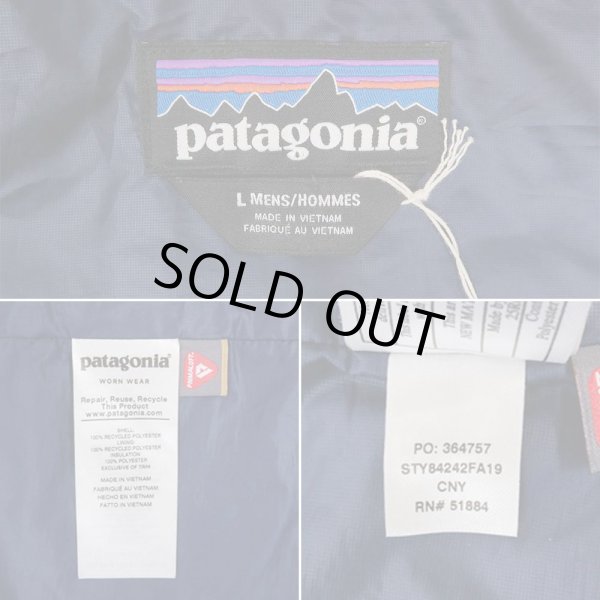 patagonia®
L MENS/HOMMES
MADE IN VIETNAM
FABRIQUÉ AU VIETNAM
SOLD OUT
patagonia®
WORN WEAR
Repair, Reuse, Recycle
This Product
www.patagonia.com
SHELL:
100% RECYCLED POLYESTER
LINING:
100% RECYCLED POLYESTER
INSULATION:
100% POLYESTER
EXCLUSIVE OF TRIM
MADE IN VIETNAM
FABRIQUÉ AU VIETNAM
HECHO EN VIETNAM
FATTO IN VIETNAM
PRIMALOFT
PO: 364757
STY84242FA19
CNY
RN# 51884